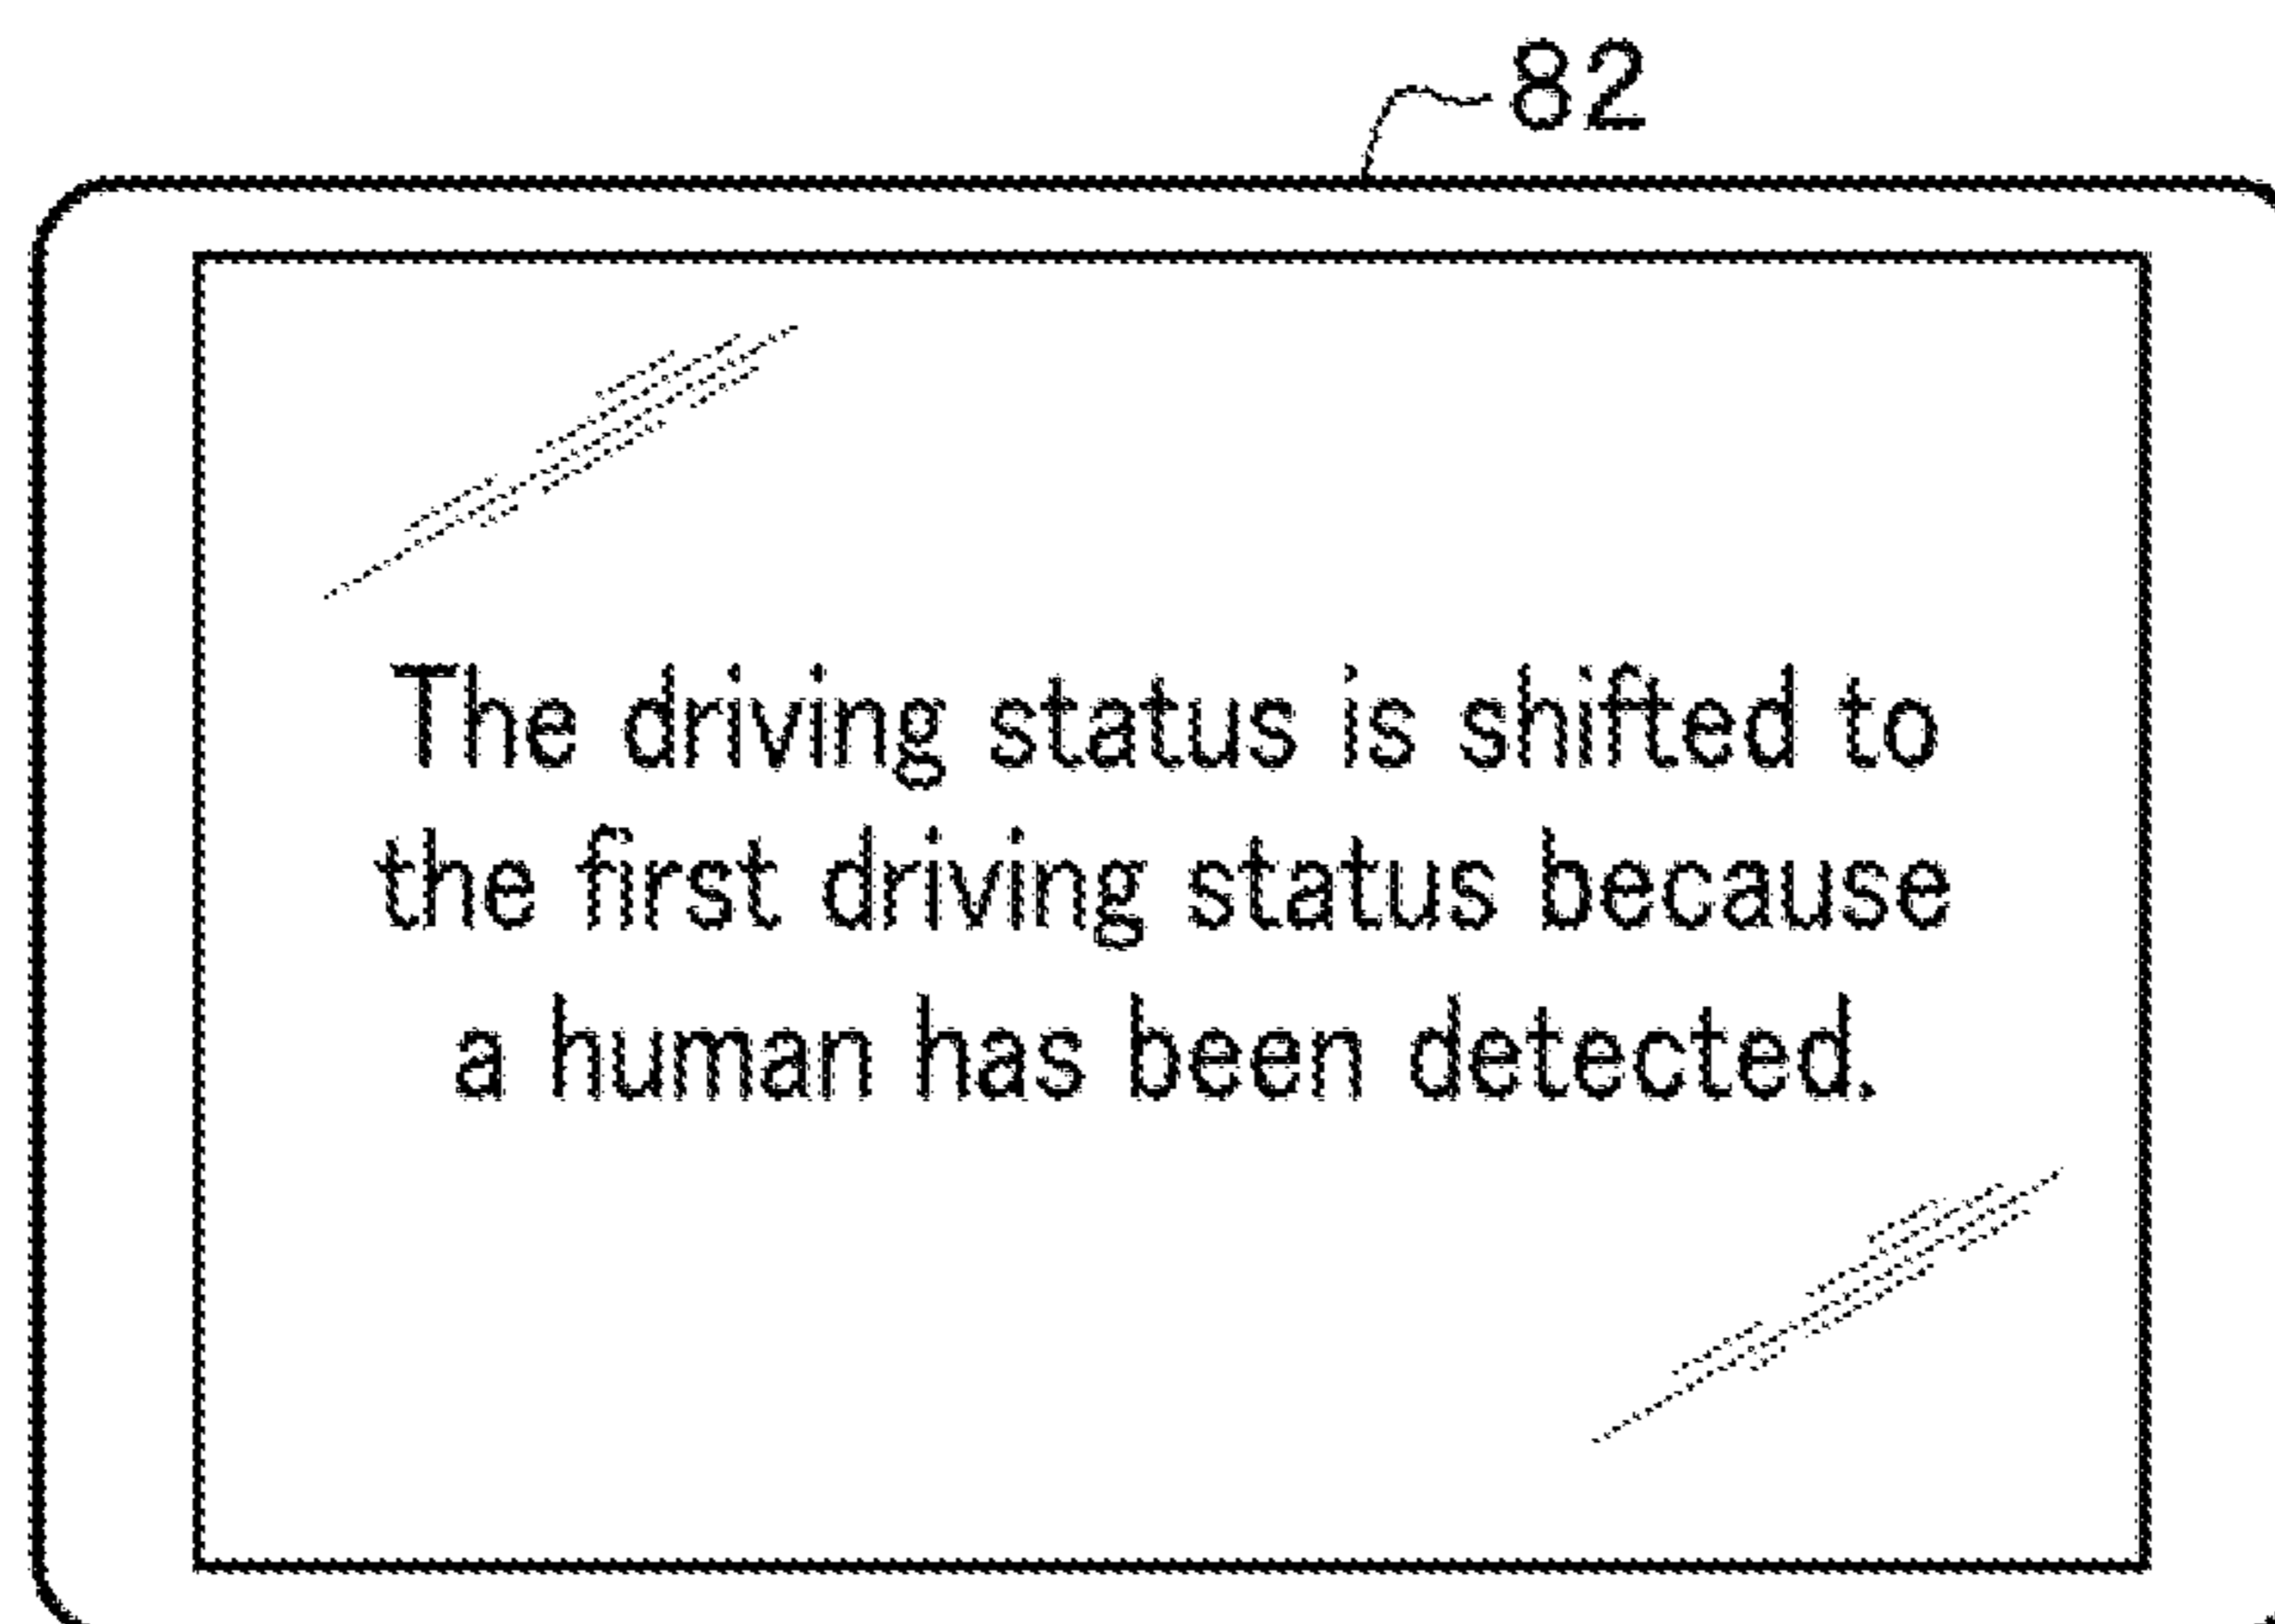 82
The driving status is shifted to
the first driving status because
a human has been detected.